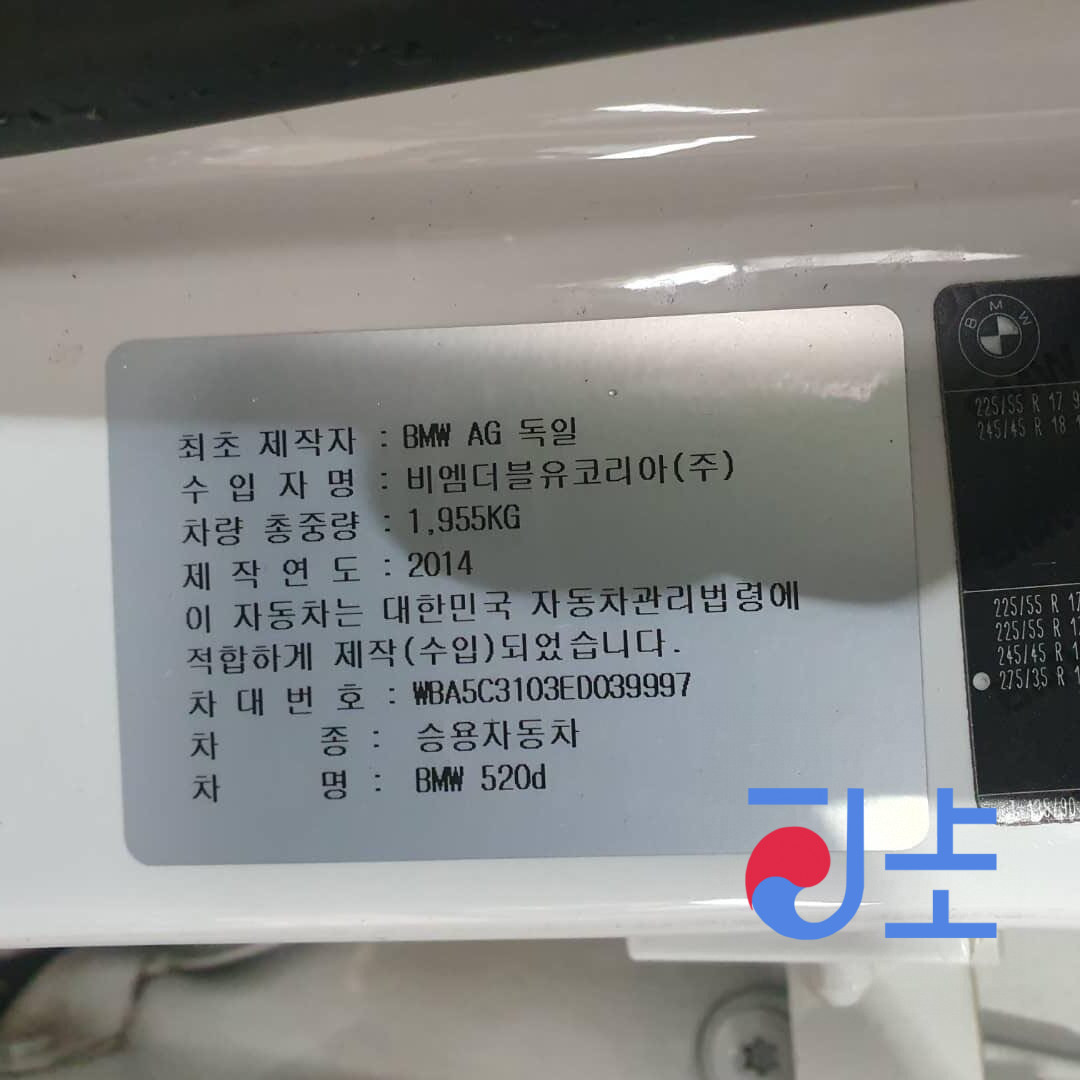 최초 제작자 : BMW AG 독일
수 입 자 명 : 비엠더블유코리아(주)
차량 총중량 : 1,955KG
제 작 연 도 : 2014
이 자동차는 대한민국 자동차관리법령에
적합하게 제작(수입)되었습니다.
차 대 번 호 : WBA5C3103ED039997
차 종 : 승용자동차
차 명 : BMW 520d
BMW
225/55 R 17
245/45 R 18
225/55 R 17
225/55 R
245/45 R
275/35 R